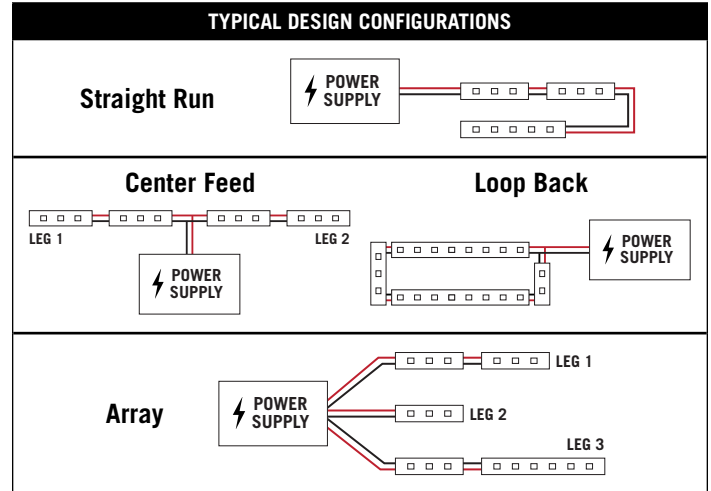 TYPICAL DESIGN CONFIGURATIONS
Straight Run
POWER
SUPPLY
Center Feed
LEG 1
LEG 2
POWER
SUPPLY
Loop Back
POWER
SUPPLY
Array
POWER
SUPPLY
LEG 1
LEG 2
LEG 3